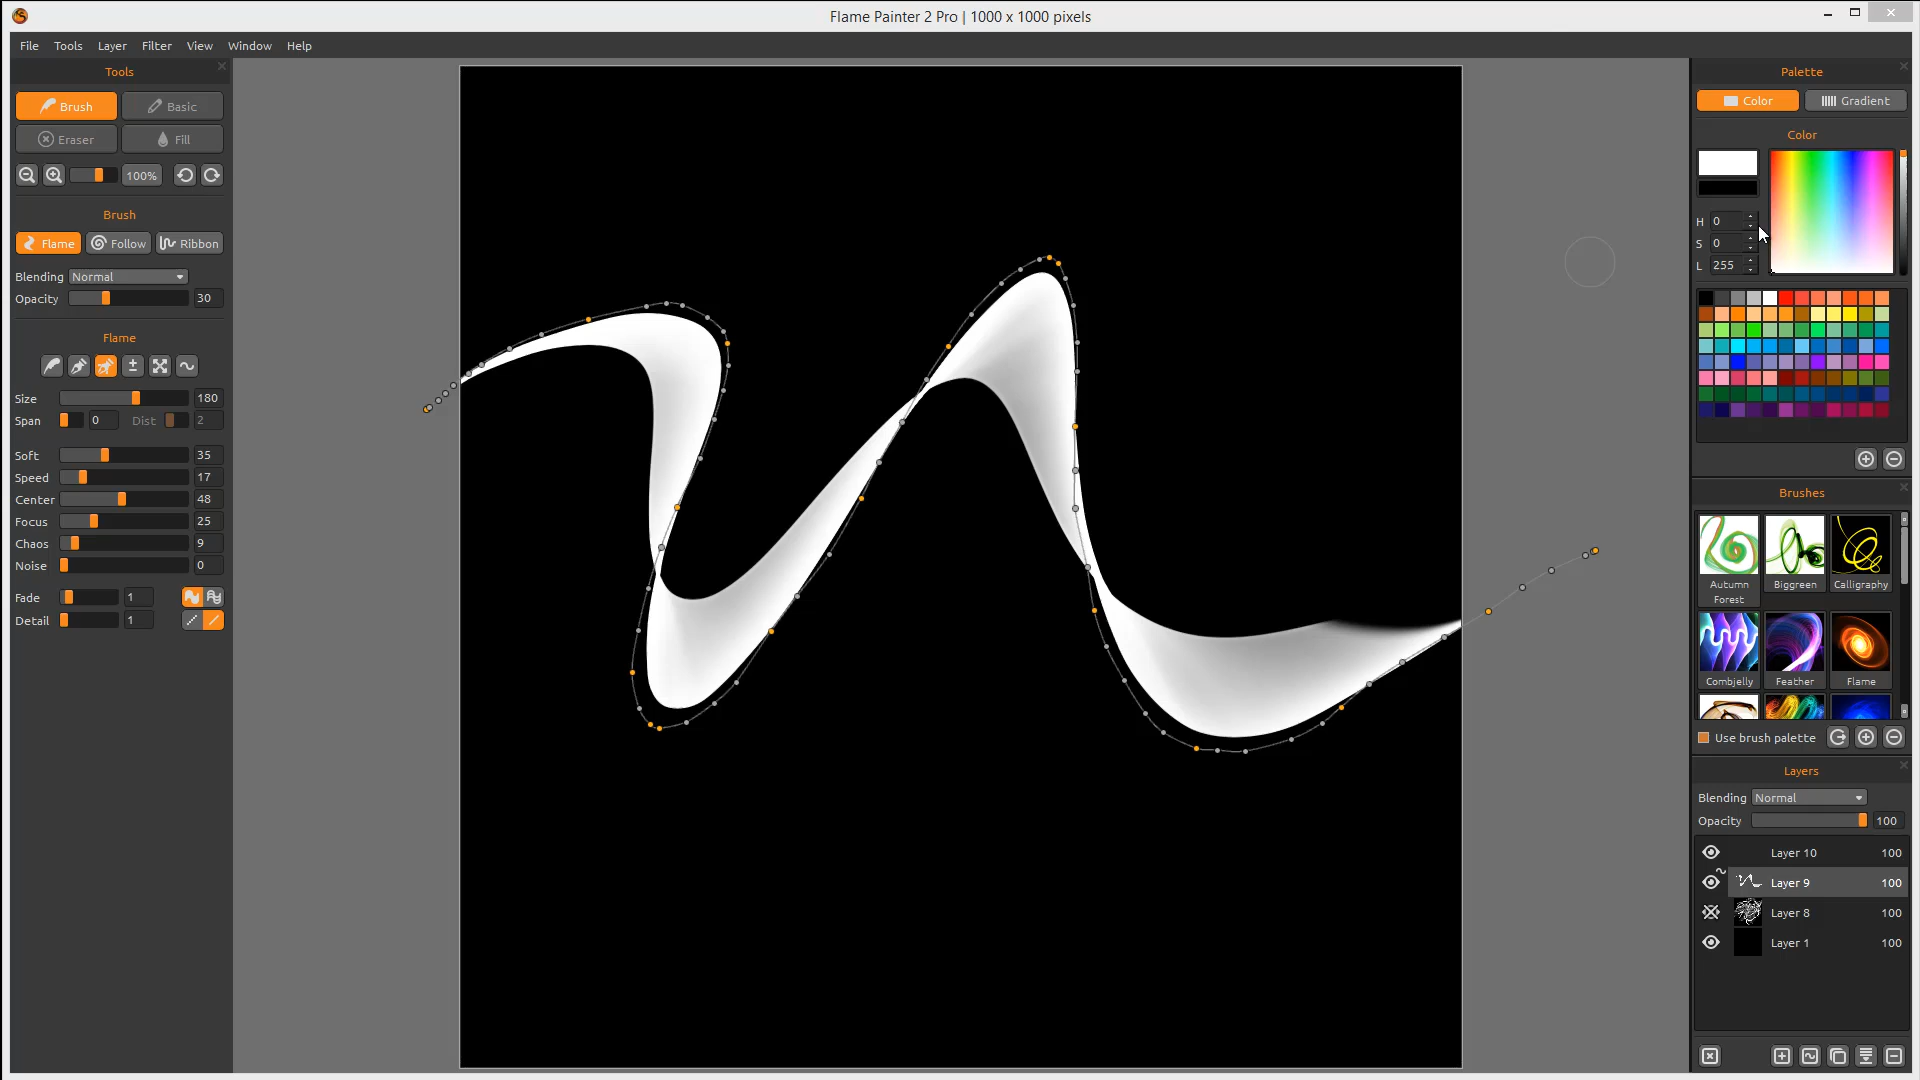 Flame Painter 2 Pro | 1000 x 1000 pixels
File Tools Layer Filter View Window Help
Tools
Brush Basic
Eraser Fill
100%
Brush
Flame Follow Ribbon
Blending Normal
Opacity 30
Flame
Size 180
Span 0 Dist 2
Soft 35
Speed 17
Center 48
Focus 25
Chaos 9
Noise 0
Fade 1
Detail 1
Palette
Color Gradient
Color
H 0
S 0
L 255
Brushes
Autumn Forest
Biggreen
Calligraphy
Combjelly
Feather
Flame
Use brush palette
Layers
Blending Normal
Opacity 100
Layer 10 100
Layer 9 100
Layer 8 100
Layer 1 100